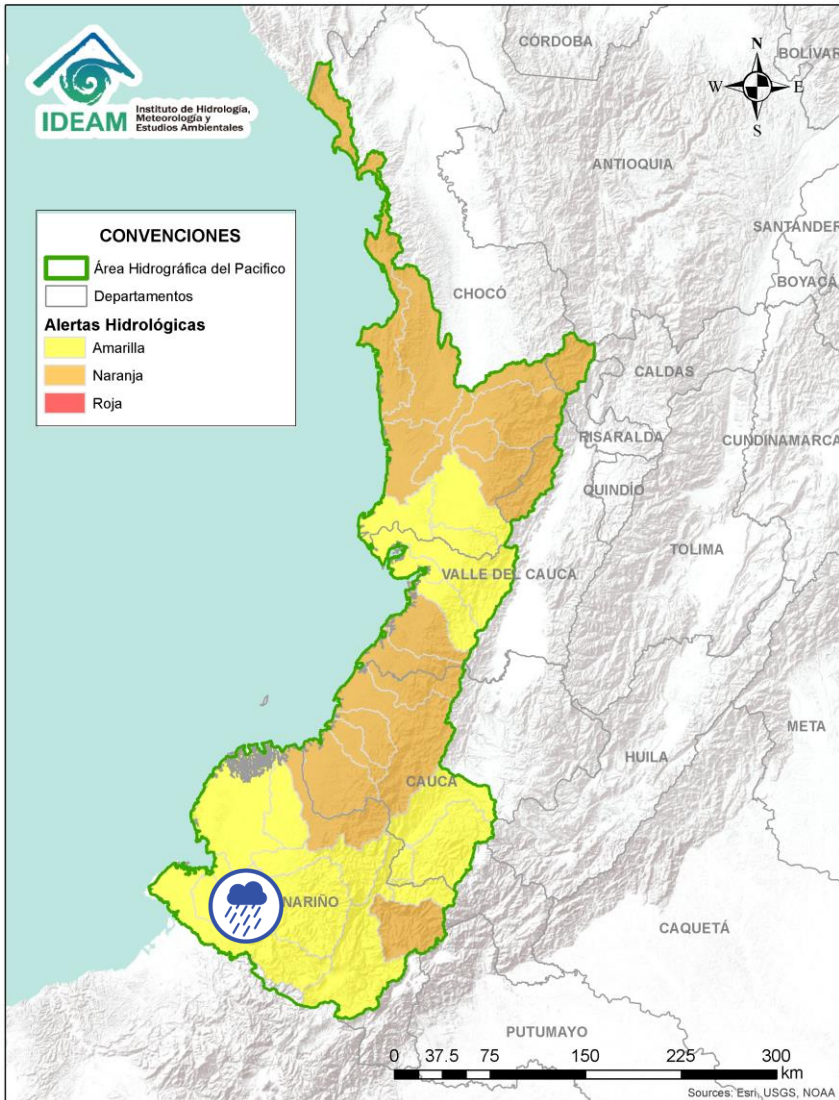 IDEAM
Instituto de Hidrología,
Meteorología y
Estudios Ambientales
CÓRDOBA
BOLÍVAR
N
W
E
S
ANTIOQUIA
SANTANDER
CONVENCIONES
Área Hidrográfica del Pacifico
Departamentos
Alertas Hidrológicas
Amarilla
Naranja
Roja
BOYACÁ
CHOCÓ
CALDAS
RISARALDA
CUNDINAMARCA
QUINDÍO
TOLIMA
VALLE DEL CAUCA
META
HUILA
CAUCA
NARIÑO
CAQUETÁ
PUTUMAYO
0 37.5 75 150 225 300
km
Sources: Esri, USGS, NOAA